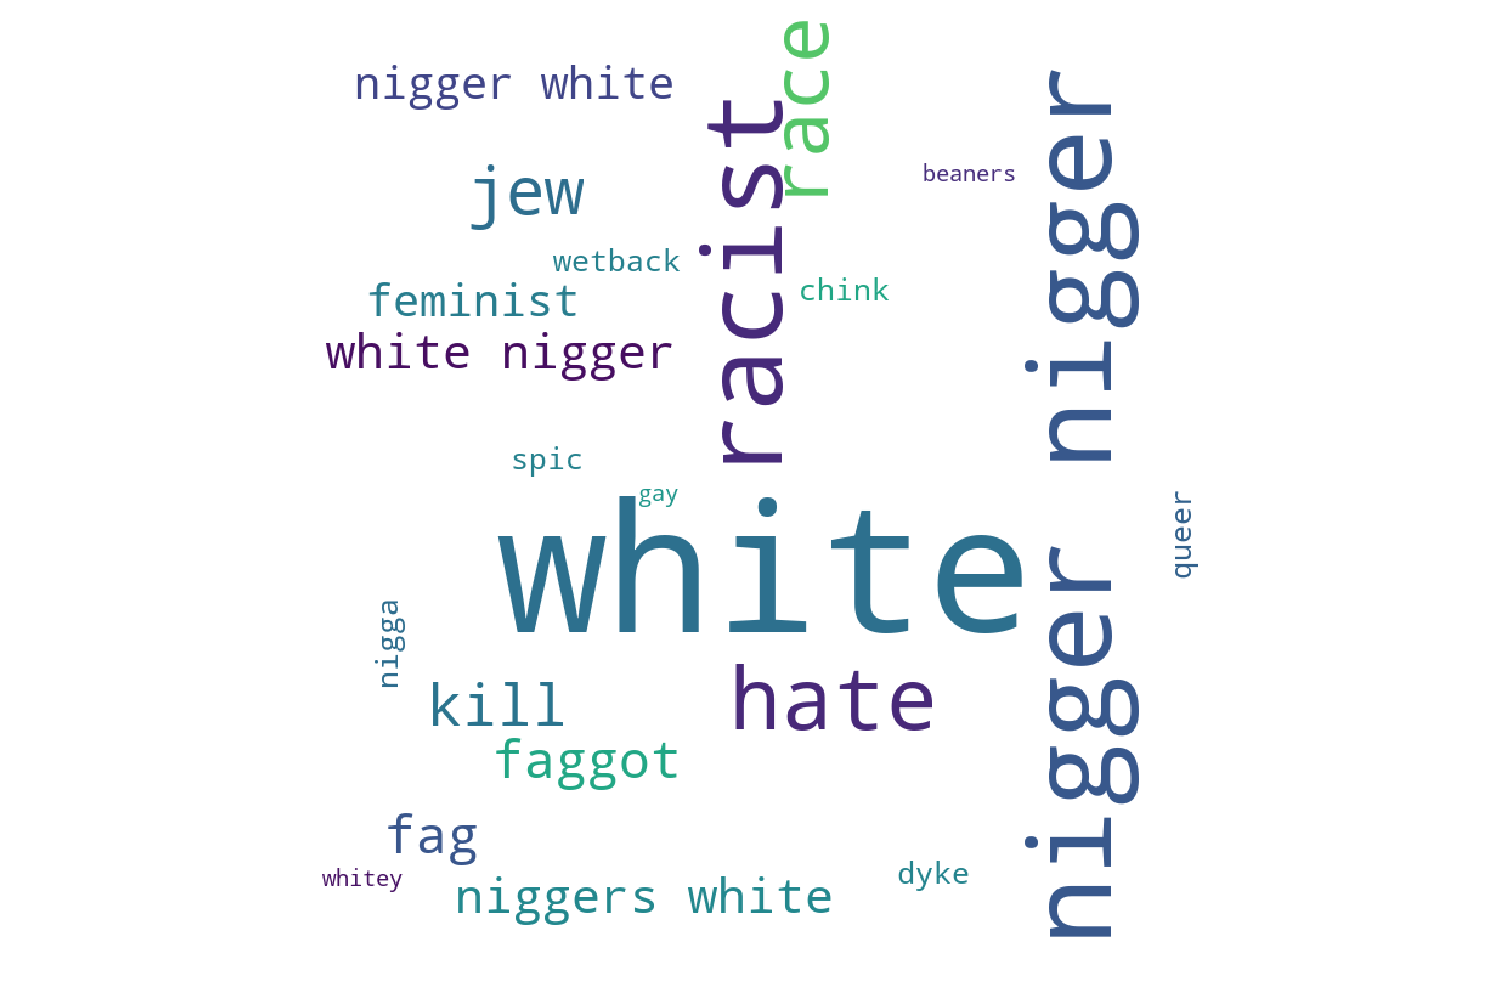 race
nigger white
racist
nigger nigger
beaners
jew
wetback
chink
feminist
white nigger
spic
gay
white
queer
nigga
kill
hate
faggot
fag
whitey
niggers white
dyke